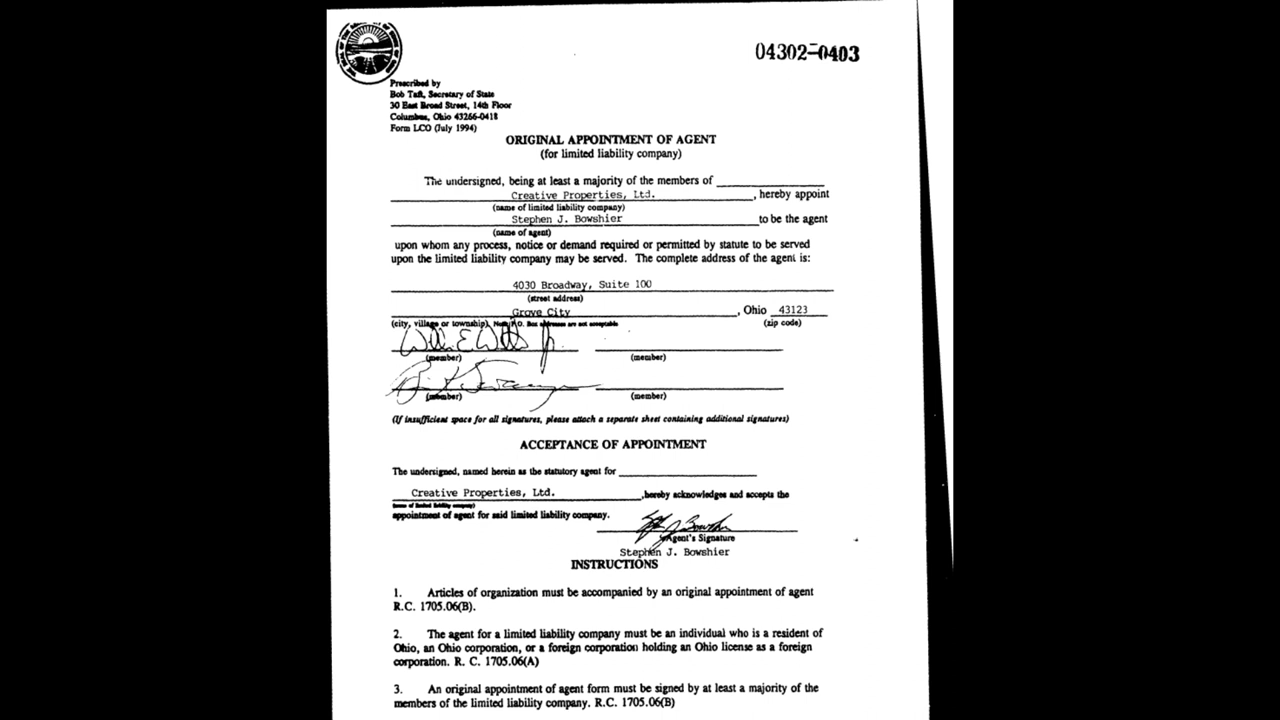 04302-0403
Prescribed by
Bob Taft, Secretary of State
30 East Broad Street, 14th Floor
Columbus, Ohio 43266-0418
Form LCO (July 1994)
ORIGINAL APPOINTMENT OF AGENT
(for limited liability company)
The undersigned, being at least a majority of the members of
Creative Properties, Ltd. , hereby appoint
(name of limited liability company)
Stephen J. Bowshier to be the agent
(name of agent)
upon whom any process, notice or demand required or permitted by statute to be served
upon the limited liability company may be served. The complete address of the agent is:
4030 Broadway, Suite 100
(street address)
Grove City , Ohio 43123
(city, village or township) Note: P.O. Box addresses are not acceptable (zip code)
(member) (member)
(member) (member)
(If insufficient space for all signatures, please attach a separate sheet containing additional signatures)
ACCEPTANCE OF APPOINTMENT
The undersigned, named herein as the statutory agent for
Creative Properties, Ltd. ,hereby acknowledges and accepts the
(name of limited liability company)
appointment of agent for said limited liability company.
Agent's Signature
Stephen J. Bowshier
INSTRUCTIONS
1. Articles of organization must be accompanied by an original appointment of agent
R.C. 1705.06(B).
2. The agent for a limited liability company must be an individual who is a resident of
Ohio, an Ohio corporation, or a foreign corporation holding an Ohio license as a foreign
corporation. R. C. 1705.06(A)
3. An original appointment of agent form must be signed by at least a majority of the
members of the limited liability company. R.C. 1705.06(B)